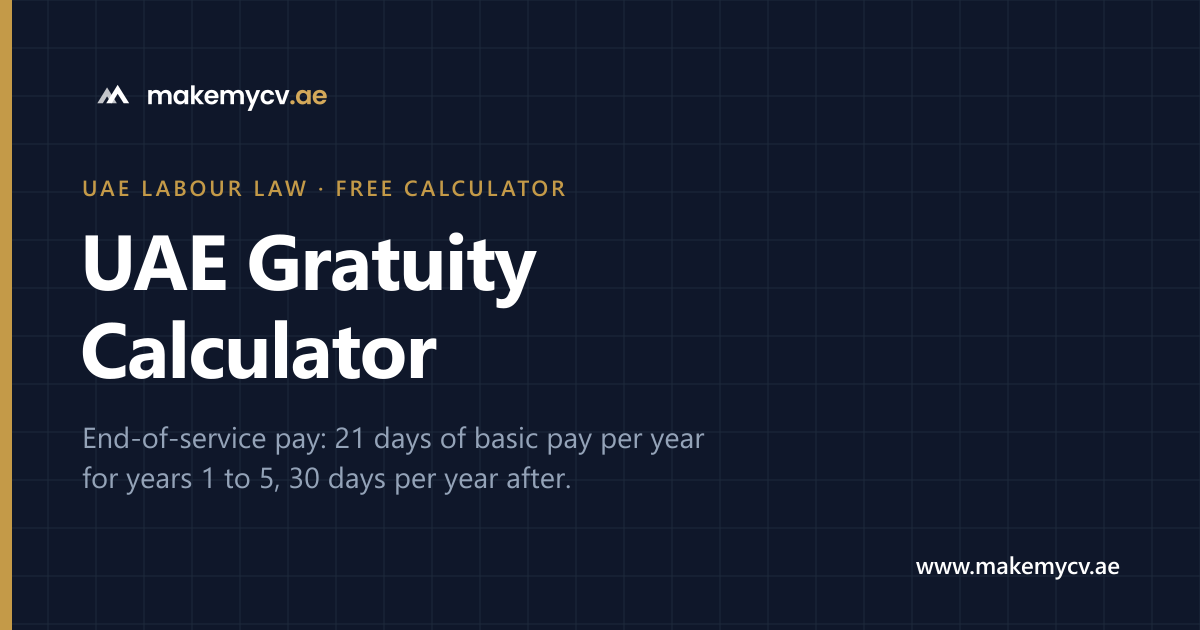 makemycv.ae
UAE LABOUR LAW · FREE CALCULATOR
UAE Gratuity
Calculator
End-of-service pay: 21 days of basic pay per year
for years 1 to 5, 30 days per year after.
www.makemycv.ae